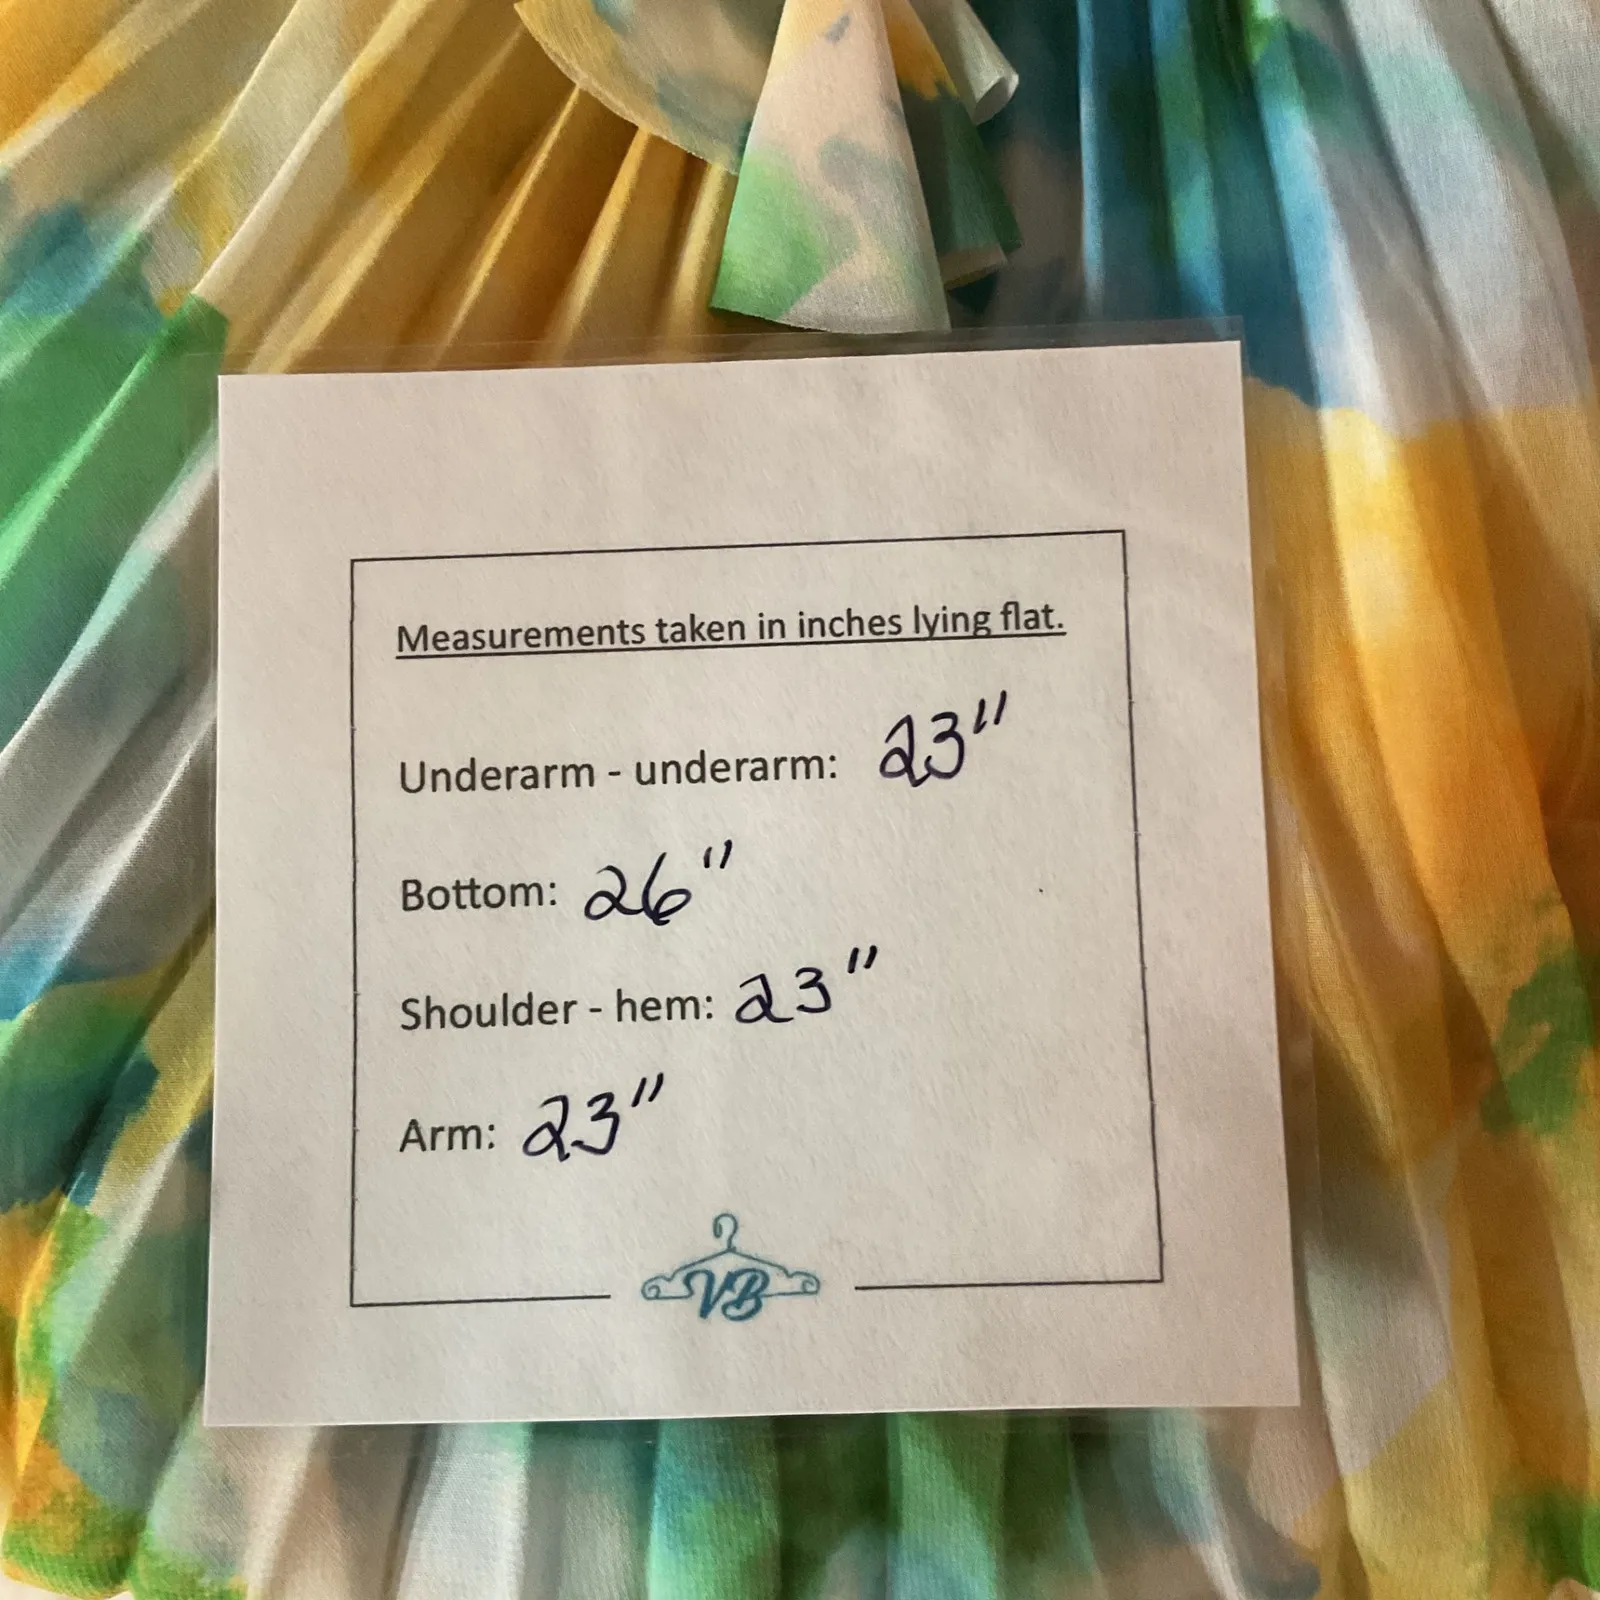 Measurements taken in inches lying flat.
Underarm - underarm: 23"
Bottom: 26"
Shoulder - hem: 23"
Arm: 23"
VB